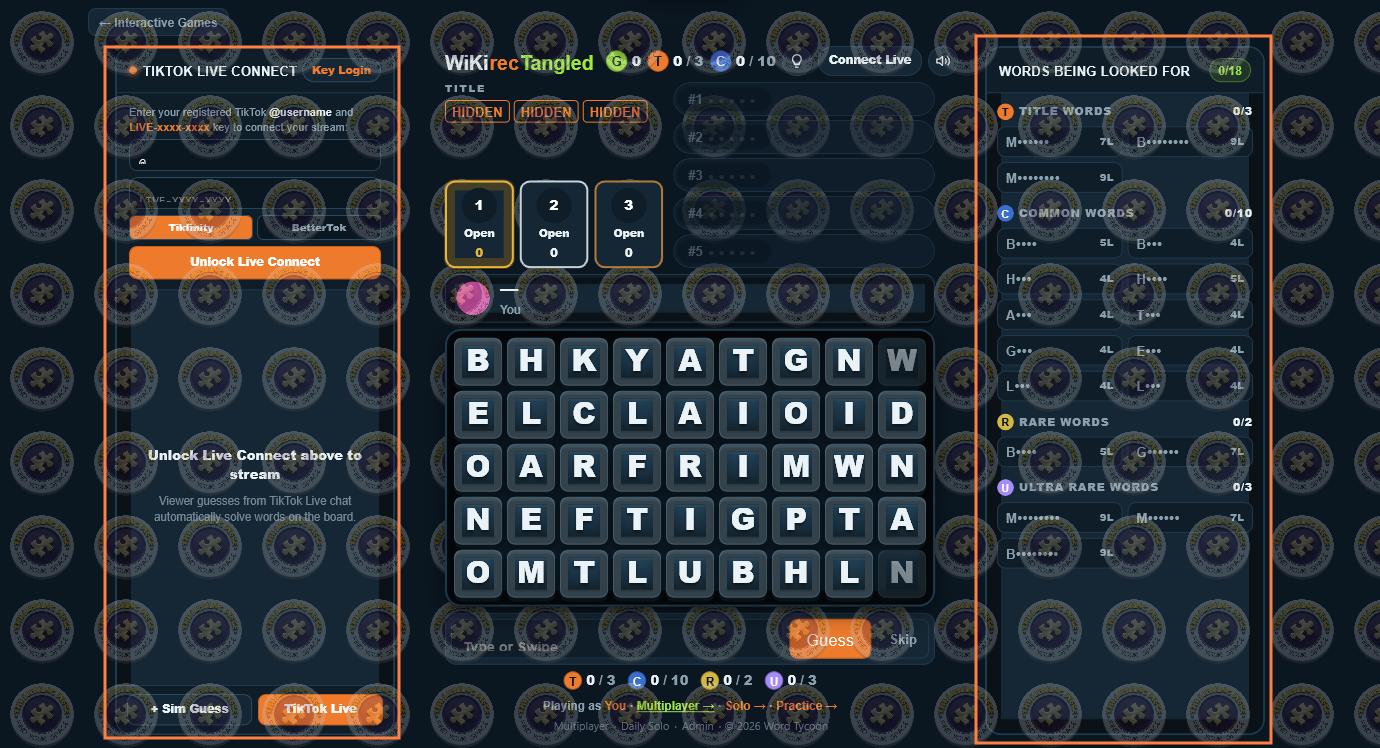 ← Interactive Games
TIKTOK LIVE CONNECT
Key Login
Enter your registered TikTok @username and
LIVE-xxxx-xxxx key to connect your stream:
@
LIVE-XXXX-XXXX
Tikfinity
BetterTok
Unlock Live Connect
Unlock Live Connect above to
stream
Viewer guesses from TikTok Live chat
automatically solve words on the board.
+ Sim Guess
TikTok Live
WiKirecTangled
G 0 T 0 / 3 C 0 / 10
Connect Live
TITLE
HIDDEN HIDDEN HIDDEN
#1 •••••
#2 •••••
#3 •••••
#4 •••••
#5 •••••
1 2 3
Open Open Open
0 0 0
—
You
B H K Y A T G N W
E L C L A I O I D
O A R F R I M W N
N E F T I G P T A
O M T L U B H L N
Type or Swipe
Guess
Skip
T 0 / 3 C 0 / 10 R 0 / 2 U 0 / 3
Playing as You · Multiplayer → · Solo → · Practice →
Multiplayer · Daily Solo · Admin · © 2026 Word Tycoon
WORDS BEING LOOKED FOR
0/18
T TITLE WORDS 0/3
M•••••• 7L B•••••••• 9L
M•••••••• 9L
C COMMON WORDS 0/10
B•••• 5L B••• 4L
H••• 4L H•••• 5L
A••• 4L T••• 4L
G••• 4L E••• 4L
L••• 4L L••• 4L
R RARE WORDS 0/2
B•••• 5L G•••••• 7L
U ULTRA RARE WORDS 0/3
M•••••••• 9L M•••••• 7L
B•••••••• 9L